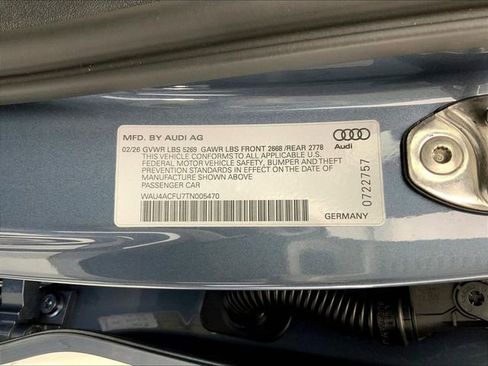 MFD. BY AUDI AG
02/26 GVWR LBS 5269 GAWR LBS FRONT 2668 /REAR 2778
THIS VEHICLE CONFORMS TO ALL APPLICABLE U.S.
FEDERAL MOTOR VEHICLE SAFETY, BUMPER AND THEFT
PREVENTION STANDARDS IN EFFECT ON THE DATE OF
MANUFACTURE SHOWN ABOVE.
PASSENGER CAR
WAU4ACFU7TN005470
GERMANY
Audi
0722757